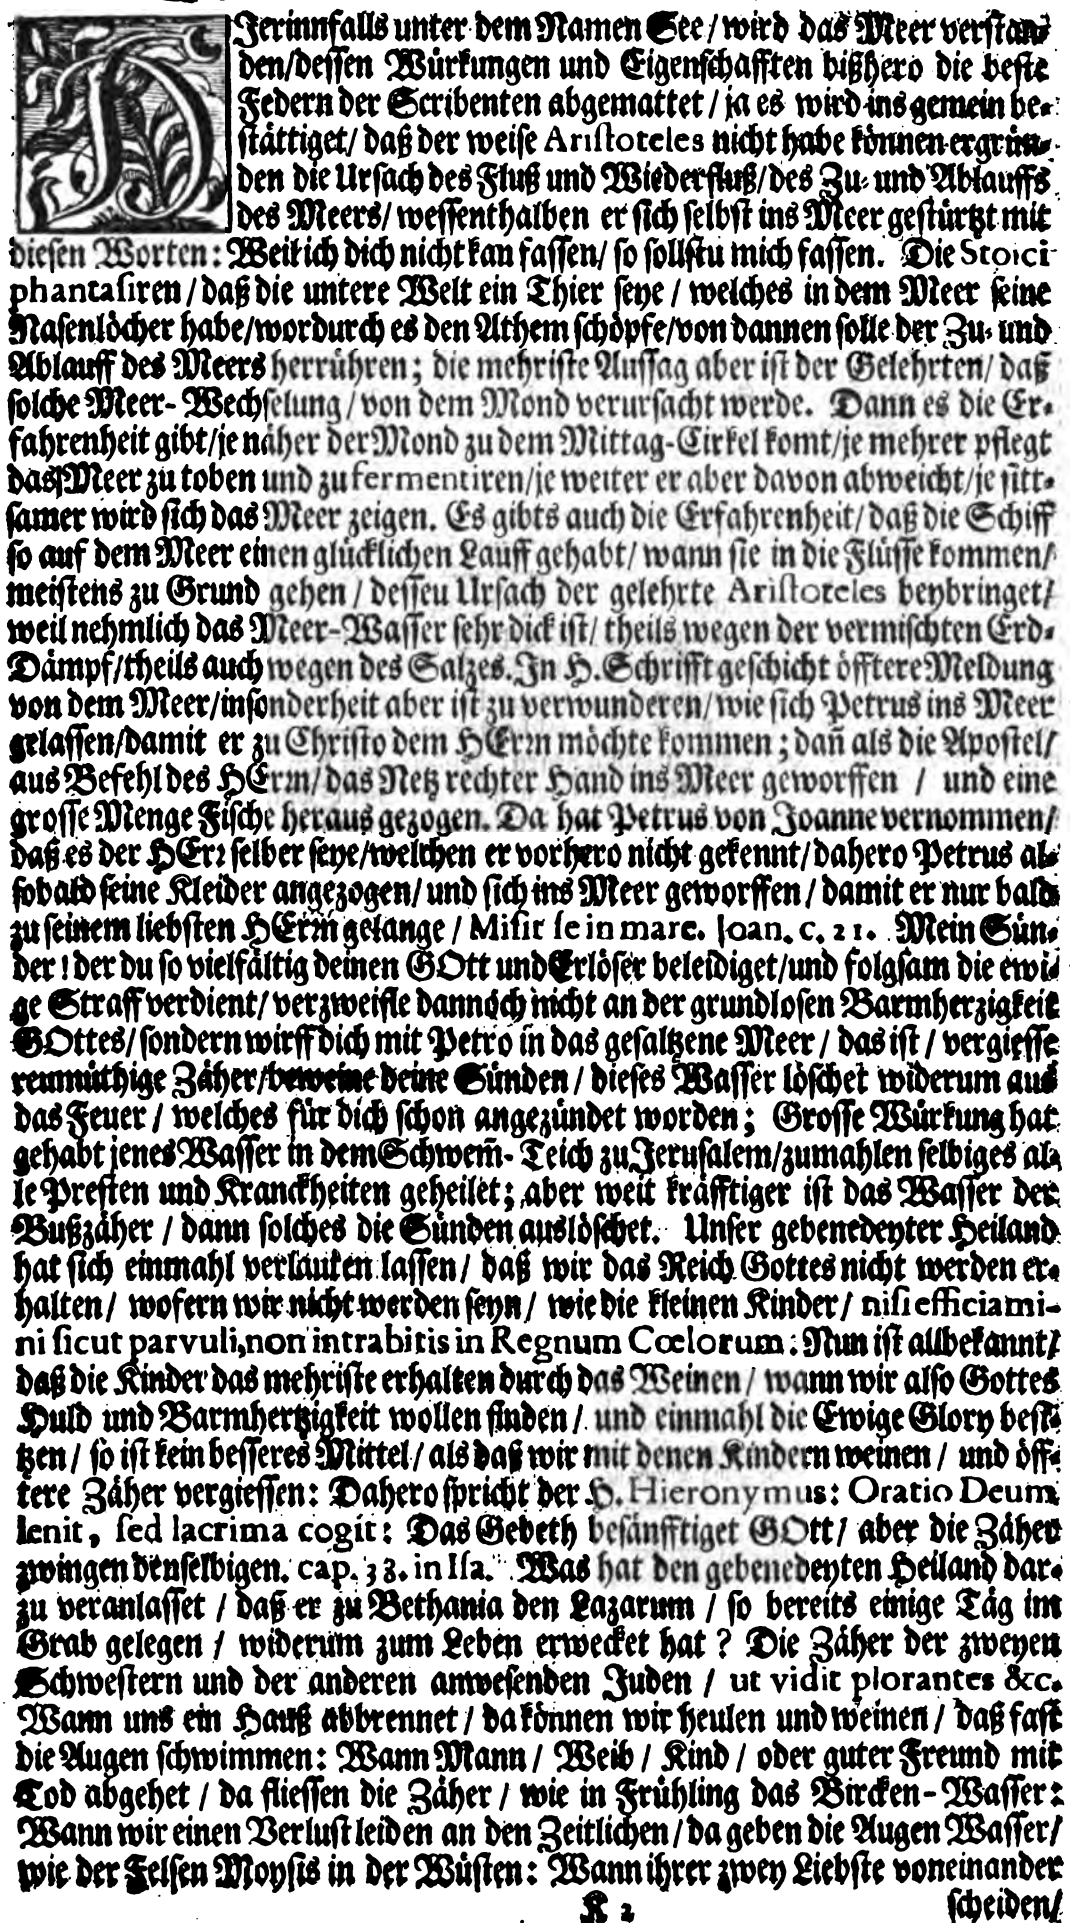 HIerinnfalls unter dem Namen See / wird das Meer verstan-
den/dessen Würkungen und Eigenschafften bißhero die beste
Federn der Scribenten abgemattet / ja es wird ins gemein be-
stättiget/ daß der weise Aristoteles nicht habe können ergrün-
den die Ursach des Fluß und Wiederfluß/des Zu- und Ablauffs
des Meers/ wessenthalben er sich selbst ins Meer gestürtzt mit
diesen Worten: Weil ich dich nicht kan fassen/ so sollstu mich fassen. Die Stoici
phantasiren / daß die untere Welt ein Thier seye / welches in dem Meer seine
Nasenlöcher habe/wordurch es den Athem schöpfe/von dannen solle der Zu- und
Ablauff des Meers herrühren; die mehriste Aussag aber ist der Gelehrten/ daß
solche Meer- Wechselung / von dem Mond verursacht werde. Dann es die Er-
fahrenheit gibt/je näher der Mond zu dem Mittag-Cirkel komt/je mehrer pflegt
das Meer zu toben und zu fermentiren/je weiter er aber davon abweicht/je sitt-
samer wird sich das Meer zeigen. Es gibts auch die Erfahrenheit/ daß die Schiff
so auf dem Meer einen glücklichen Lauff gehabt/ wann sie in die Flüsse kommen/
meistens zu Grund gehen / desseu Ursach der gelehrte Aristoteles beybringet/
weil nehmlich das Meer-Wasser sehr dick ist/ theils wegen der vermischten Erd-
Dämpf/theils auch wegen des Salzes. In H. Schrifft geschicht öfftere Meldung
von dem Meer/insonderheit aber ist zu verwunderen/ wie sich Petrus ins Meer
gelassen/damit er zu Christo dem HErrn möchte kommen; dañ als die Apostel/
aus Befehl des HErrn/ das Netz rechter Hand ins Meer geworffen / und eine
grosse Menge Fische heraus gezogen. Da hat Petrus von Joanne vernommen/
daß es der HErr selber seye/welchen er vorhero nicht gekennt/ dahero Petrus al-
sobald seine Kleider angezogen/ und sich ins Meer geworffen / damit er nur bald
zu seinem liebsten HErrn gelange / Misit se in mare. Joan. c. 21. Mein Sün-
der! der du so vielfältig deinen GOtt und Erlöser beleidiget/und folgsam die ewi-
ge Straff verdient/ verzweifle dannoch nicht an der grundlosen Barmherzigkeit
GOttes/ sondern wirff dich mit Petro in das gesaltzene Meer / das ist / vergiesse
reumüthige Zäher/beweine deine Sünden / dieses Wasser löschet widerum aus
das Feuer / welches für dich schon angezündet worden; Grosse Würkung hat
gehabt jenes Wasser in dem Schwem̃- Teich zu Jerusalem/zumahlen selbiges al-
le Presten und Kranckheiten geheilet; aber weit kräfftiger ist das Wasser der
Bußzäher / dann solches die Sünden auslöschet. Unser gebenedeyter Heiland
hat sich einmahl verlauten lassen/ daß wir das Reich Gottes nicht werden er-
halten/ wofern wir nicht werden seyn/ wie die kleinen Kinder/ nisi efficiami-
ni sicut parvuli, non intrabitis in Regnum Cœlorum: Nun ist allbekannt/
daß die Kinder das mehriste erhalten durch das Weinen / wann wir also Gottes
Huld und Barmhertzigkeit wollen finden / und einmahl die Ewige Glory besi-
tzen / so ist kein besseres Mittel / als daß wir mit denen Kindern weinen / und öff-
tere Zäher vergiessen: Dahero spricht der H. Hieronymus: Oratio Deum
lenit, sed lacrima cogit: Das Gebeth besänfftiget GOtt/ aber die Zäher
zwingen denselbigen. cap. 33. in Isa. Was hat den gebenedeyten Heiland dar-
zu veranlasset / daß er zu Bethania den Lazarum / so bereits einige Täg im
Grab gelegen / widerum zum Leben erwecket hat ? Die Zäher der zweyen
Schwestern und der anderen anwesenden Juden / ut vidit plorantes &c.
Wann uns ein Hauß abbrennet / da können wir heulen und weinen / daß fast
die Augen schwimmen: Wann Mann / Weib / Kind / oder guter Freund mit
Tod abgehet / da fliessen die Zäher / wie in Frühling das Bircken- Wasser:
Wann wir einen Verlust leiden an den Zeitlichen / da geben die Augen Wasser/
wie der Felsen Moysis in der Wüsten: Wann ihrer zwey Liebste voneinander
K 2 scheiden/